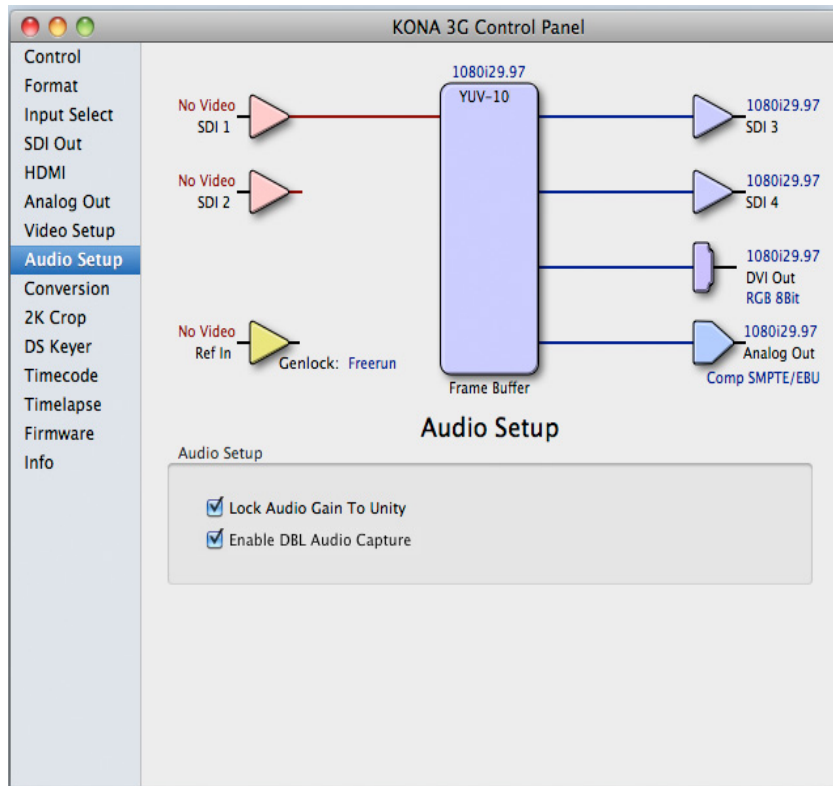 KONA 3G Control Panel
Control
Format
Input Select
SDI Out
HDMI
Analog Out
Video Setup
Audio Setup
Conversion
2K Crop
DS Keyer
Timecode
Timelapse
Firmware
Info
1080i29.97
YUV-10
Frame Buffer
No Video
SDI 1
No Video
SDI 2
No Video
Ref In
Genlock: Freerun
1080i29.97
SDI 3
1080i29.97
SDI 4
1080i29.97
DVI Out
RGB 8Bit
1080i29.97
Analog Out
Comp SMPTE/EBU
Audio Setup
Audio Setup
Lock Audio Gain To Unity
Enable DBL Audio Capture